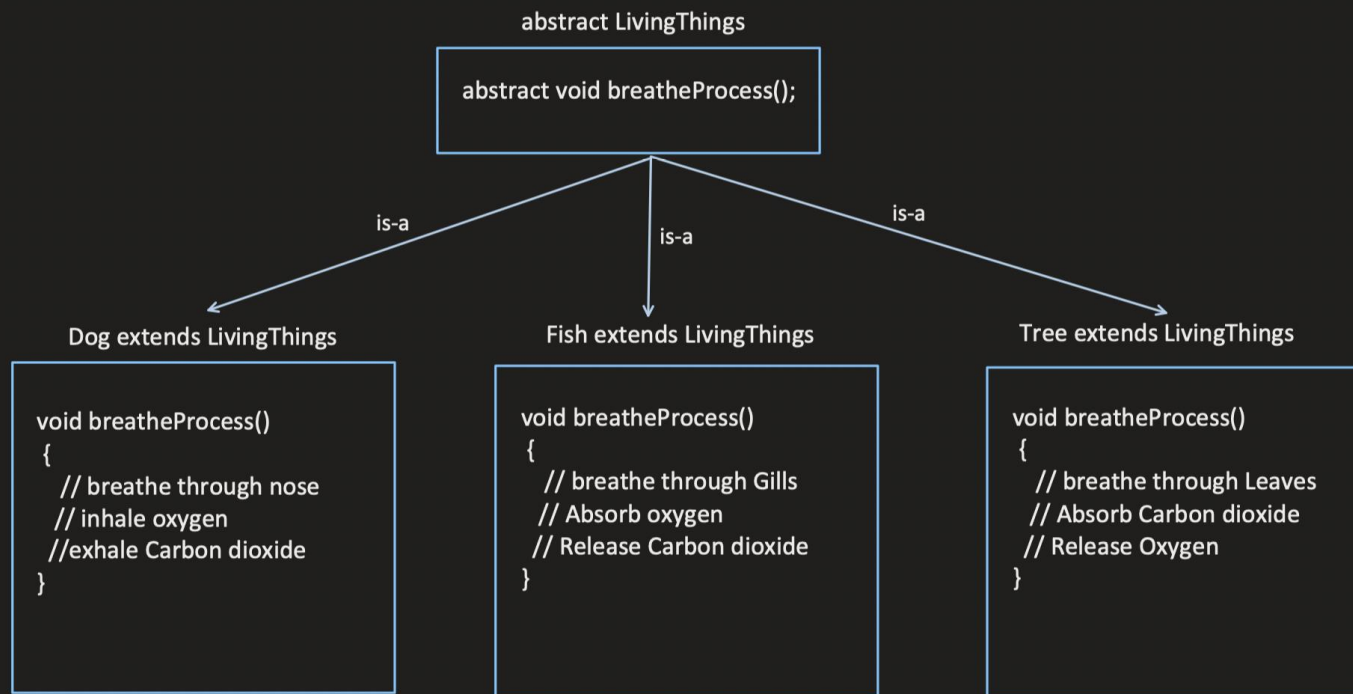 abstract LivingThings
abstract void breatheProcess();
is-a
is-a
is-a
Dog extends LivingThings
void breatheProcess()
{
// breathe through nose
// inhale oxygen
//exhale Carbon dioxide
}
Fish extends LivingThings
void breatheProcess()
{
// breathe through Gills
// Absorb oxygen
// Release Carbon dioxide
}
Tree extends LivingThings
void breatheProcess()
{
// breathe through Leaves
// Absorb Carbon dioxide
// Release Oxygen
}